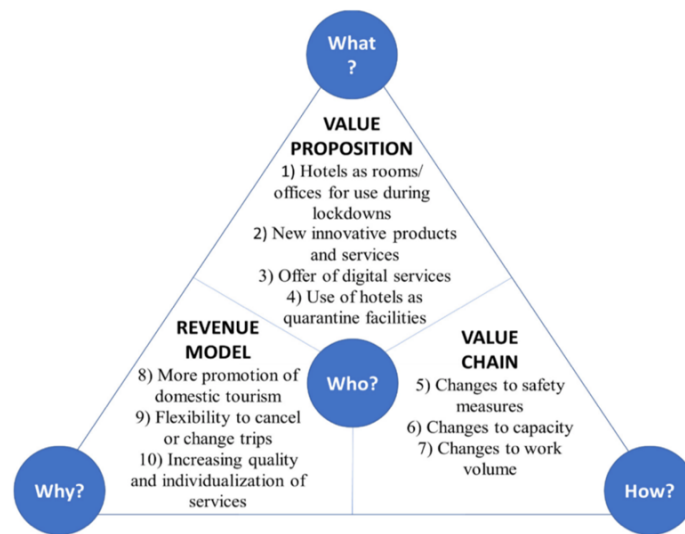 What
?
VALUE
PROPOSITION
1) Hotels as rooms/
offices for use during
lockdowns
2) New innovative products
and services
3) Offer of digital services
4) Use of hotels as
quarantine facilities
REVENUE
MODEL
8) More promotion of
domestic tourism
9) Flexibility to cancel
or change trips
10) Increasing quality
and individualization of
services
Who?
VALUE
CHAIN
5) Changes to safety
measures
6) Changes to capacity
7) Changes to work
volume
Why?
How?